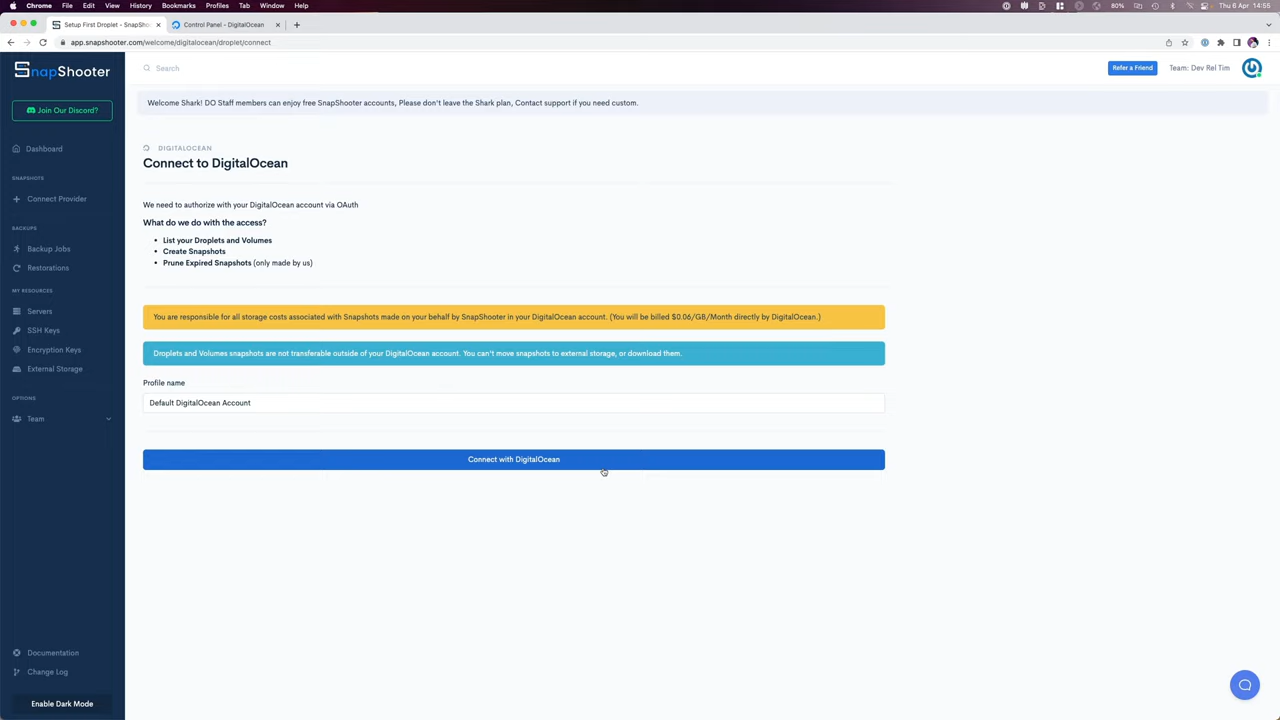 Chrome File Edit View History Bookmarks Profiles Tab Window Help
80%
Thu 6 Apr 14:55
Setup First Droplet - SnapSho
Control Panel - DigitalOcean
app.snapshooter.com/welcome/digitalocean/droplet/connect
SnapShooter
Join Our Discord?
Dashboard
SNAPSHOTS
Connect Provider
BACKUPS
Backup Jobs
Restorations
MY RESOURCES
Servers
SSH Keys
Encryption Keys
External Storage
OPTIONS
Team
Documentation
Change Log
Enable Dark Mode
Search
Refer a Friend
Team: Dev Rel Tim
Welcome Shark! DO Staff members can enjoy free SnapShooter accounts, Please don't leave the Shark plan, Contact support if you need custom.
DIGITALOCEAN
Connect to DigitalOcean
We need to authorize with your DigitalOcean account via OAuth
What do we do with the access?
• List your Droplets and Volumes
• Create Snapshots
• Prune Expired Snapshots (only made by us)
You are responsible for all storage costs associated with Snapshots made on your behalf by SnapShooter in your DigitalOcean account. (You will be billed $0.06/GB/Month directly by DigitalOcean.)
Droplets and Volumes snapshots are not transferable outside of your DigitalOcean account. You can't move snapshots to external storage, or download them.
Profile name
Default DigitalOcean Account
Connect with DigitalOcean